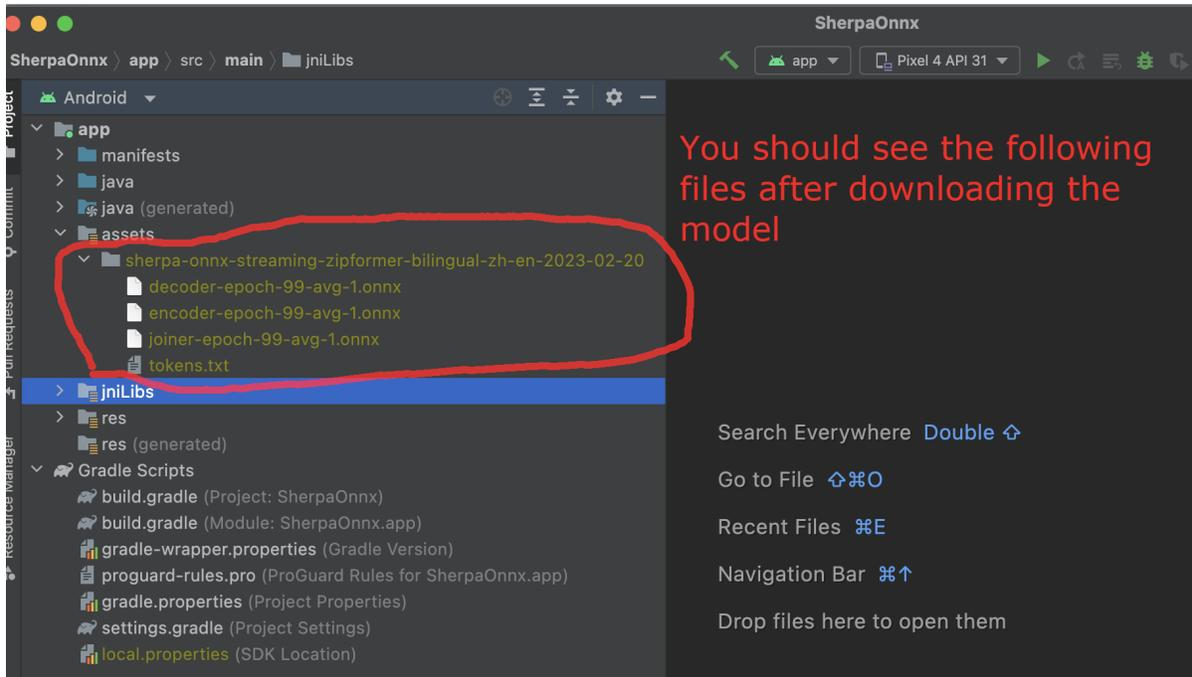 SherpaOnnx
SherpaOnnx 〉 app 〉 src 〉 main 〉 jniLibs
app
Pixel 4 API 31
Project
Commit
Pull Requests
Resource Manager
Android
app
manifests
java
java (generated)
assets
sherpa-onnx-streaming-zipformer-bilingual-zh-en-2023-02-20
decoder-epoch-99-avg-1.onnx
encoder-epoch-99-avg-1.onnx
joiner-epoch-99-avg-1.onnx
tokens.txt
jniLibs
res
res (generated)
Gradle Scripts
build.gradle (Project: SherpaOnnx)
build.gradle (Module: SherpaOnnx.app)
gradle-wrapper.properties (Gradle Version)
proguard-rules.pro (ProGuard Rules for SherpaOnnx.app)
gradle.properties (Project Properties)
settings.gradle (Project Settings)
local.properties (SDK Location)
You should see the following
files after downloading the
model
Search Everywhere Double ⇧
Go to File ⇧⌘O
Recent Files ⌘E
Navigation Bar ⌘↑
Drop files here to open them